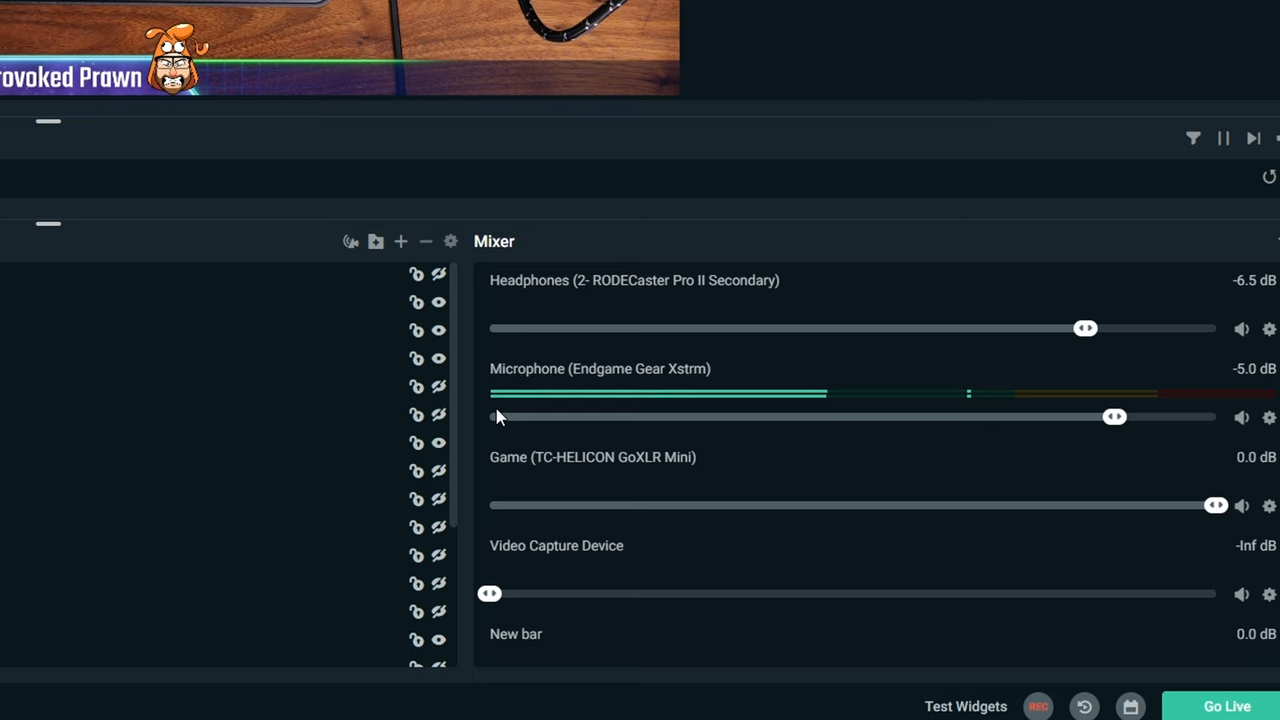 rovoked Prawn
Mixer
Headphones (2- RODECaster Pro II Secondary)
-6.5 dB
Microphone (Endgame Gear Xstrm)
-5.0 dB
Game (TC-HELICON GoXLR Mini)
0.0 dB
Video Capture Device
-Inf dB
New bar
0.0 dB
Test Widgets
REC
Go Live